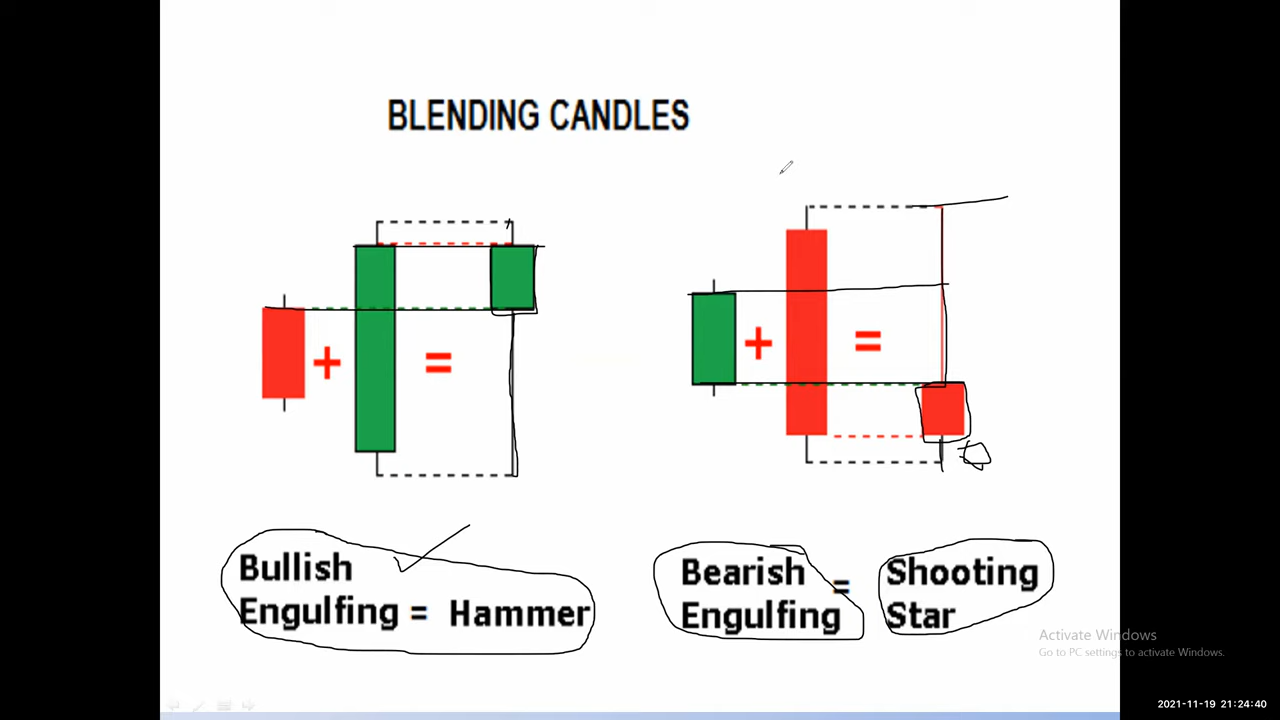 BLENDING CANDLES
+
=
+
=
Bullish
Engulfing = Hammer
Bearish
Engulfing
=
Shooting
Star
Activate Windows
Go to PC settings to activate Windows.
2021-11-19 21:24:40